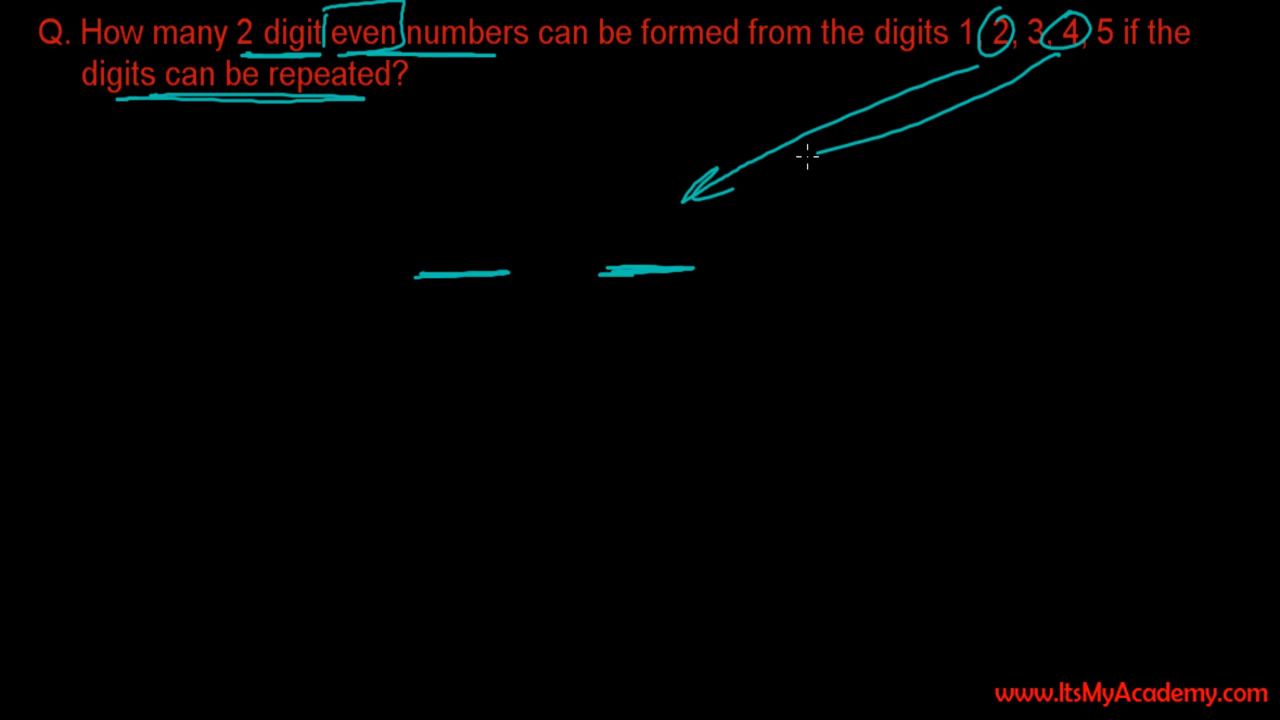 Q. How many 2 digit even numbers can be formed from the digits 1, 2, 3, 4, 5 if the
digits can be repeated?
www.ItsMyAcademy.com